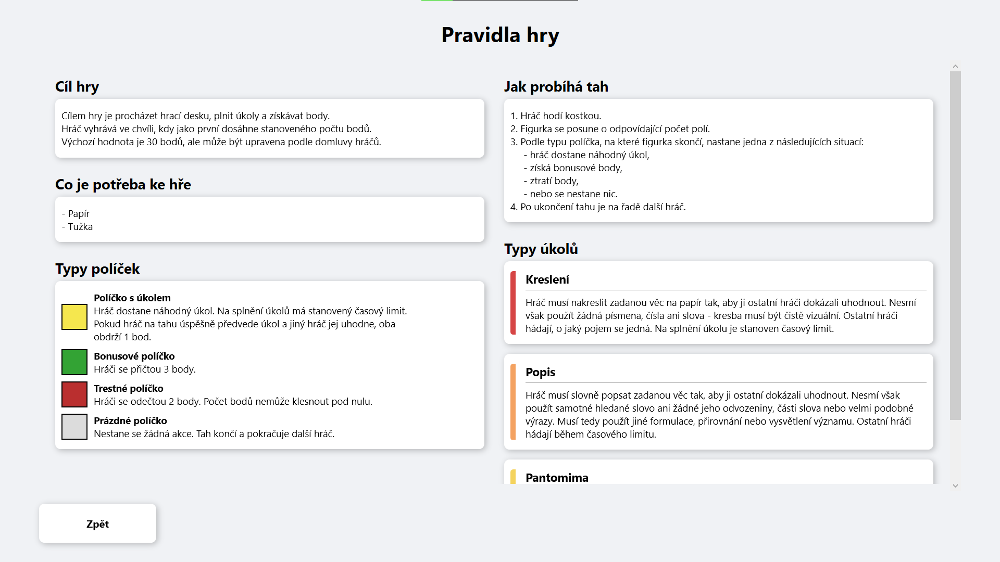 Pravidla hry
Cíl hry
Cílem hry je procházet hrací desku, plnit úkoly a získávat body.
Hráč vyhrává ve chvíli, kdy jako první dosáhne stanoveného počtu bodů.
Výchozí hodnota je 30 bodů, ale může být upravena podle domluvy hráčů.
Co je potřeba ke hře
- Papír
- Tužka
Typy políček
Políčko s úkolem
Hráč dostane náhodný úkol. Na splnění úkolů má stanovený časový limit.
Pokud hráč na tahu úspěšně předvede úkol a jiný hráč jej uhodne, oba
obdrží 1 bod.
Bonusové políčko
Hráči se přičtou 3 body.
Trestné políčko
Hráči se odečtou 2 body. Počet bodů nemůže klesnout pod nulu.
Prázdné políčko
Nestane se žádná akce. Tah končí a pokračuje další hráč.
Jak probíhá tah
1. Hráč hodí kostkou.
2. Figurka se posune o odpovídající počet polí.
3. Podle typu políčka, na které figurka skončí, nastane jedna z následujících situací:
- hráč dostane náhodný úkol,
- získá bonusové body,
- ztratí body,
- nebo se nestane nic.
4. Po ukončení tahu je na řadě další hráč.
Typy úkolů
Kreslení
Hráč musí nakreslit zadanou věc na papír tak, aby ji ostatní hráči dokázali uhodnout. Nesmí
však použít žádná písmena, čísla ani slova - kresba musí být čistě vizuální. Ostatní hráči
hádají, o jaký pojem se jedná. Na splnění úkolu je stanoven časový limit.
Popis
Hráč musí slovně popsat zadanou věc tak, aby ji ostatní dokázali uhodnout. Nesmí však
použít samotné hledané slovo ani žádné jeho odvozeniny, části slova nebo velmi podobné
výrazy. Musí tedy použít jiné formulace, přirovnání nebo vysvětlení významu. Ostatní hráči
hádají během časového limitu.
Pantomima
Zpět